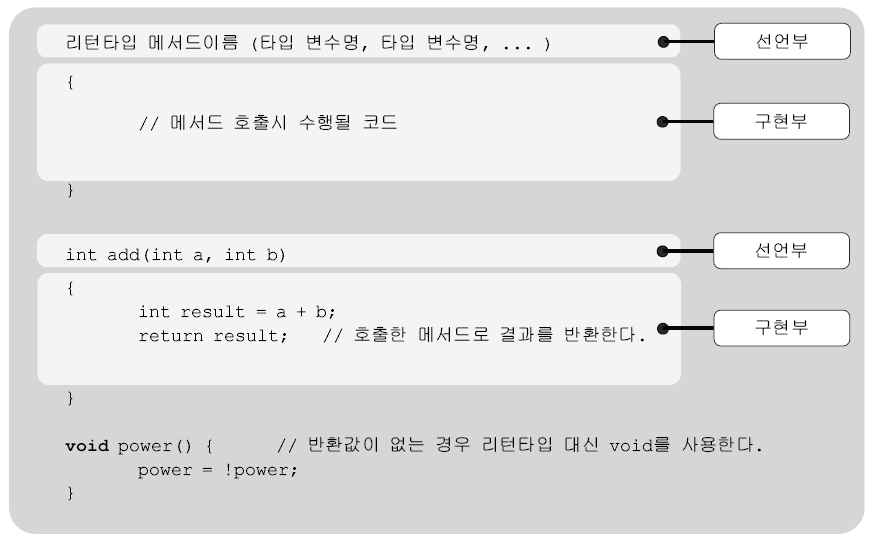 리턴타입 메서드이름 (타입 변수명, 타입 변수명, ... ) 선언부
{
// 메서드 호출시 수행될 코드 구현부
}
int add(int a, int b) 선언부
{
int result = a + b;
return result; // 호출한 메서드로 결과를 반환한다. 구현부
}
void power() { // 반환값이 없는 경우 리턴타입 대신 void를 사용한다.
power = !power;
}